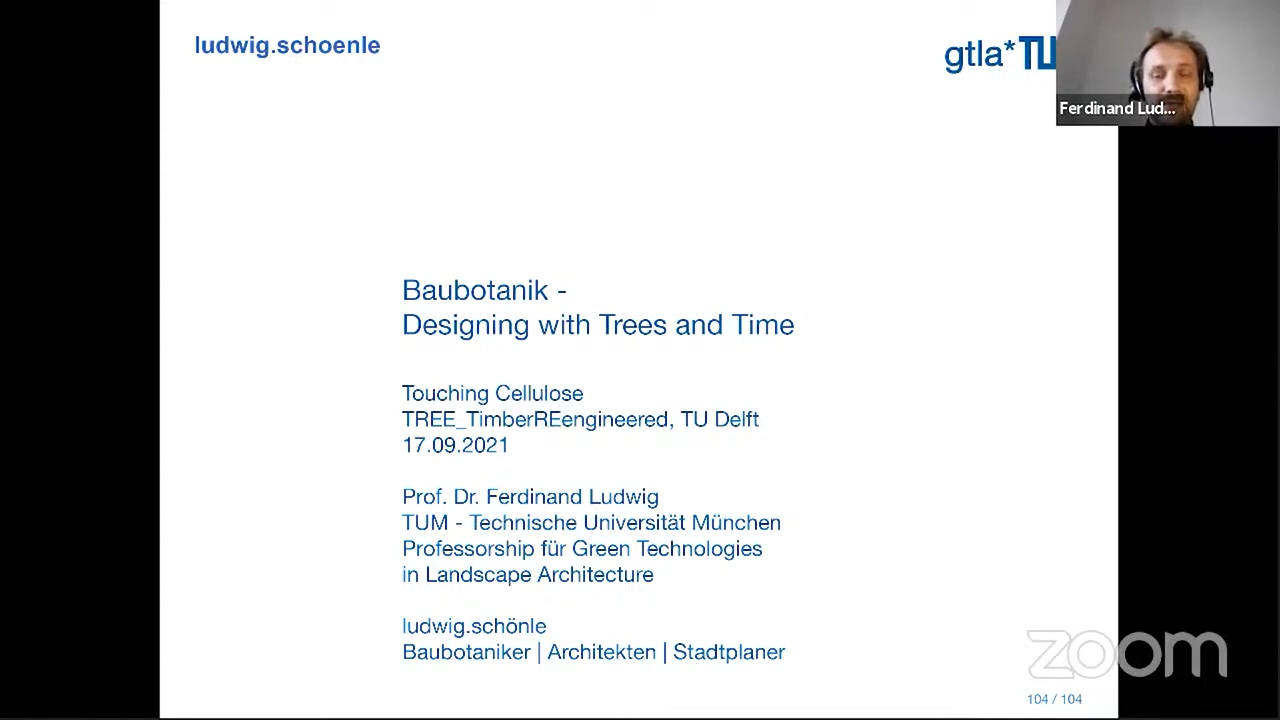 ludwig.schoenle
gtla*TU
Ferdinand Lud...
Baubotanik -
Designing with Trees and Time
Touching Cellulose
TREE_TimberREengineered, TU Delft
17.09.2021
Prof. Dr. Ferdinand Ludwig
TUM - Technische Universität München
Professorship für Green Technologies
in Landscape Architecture
ludwig.schönle
Baubotaniker | Architekten | Stadtplaner
zoom
104 / 104